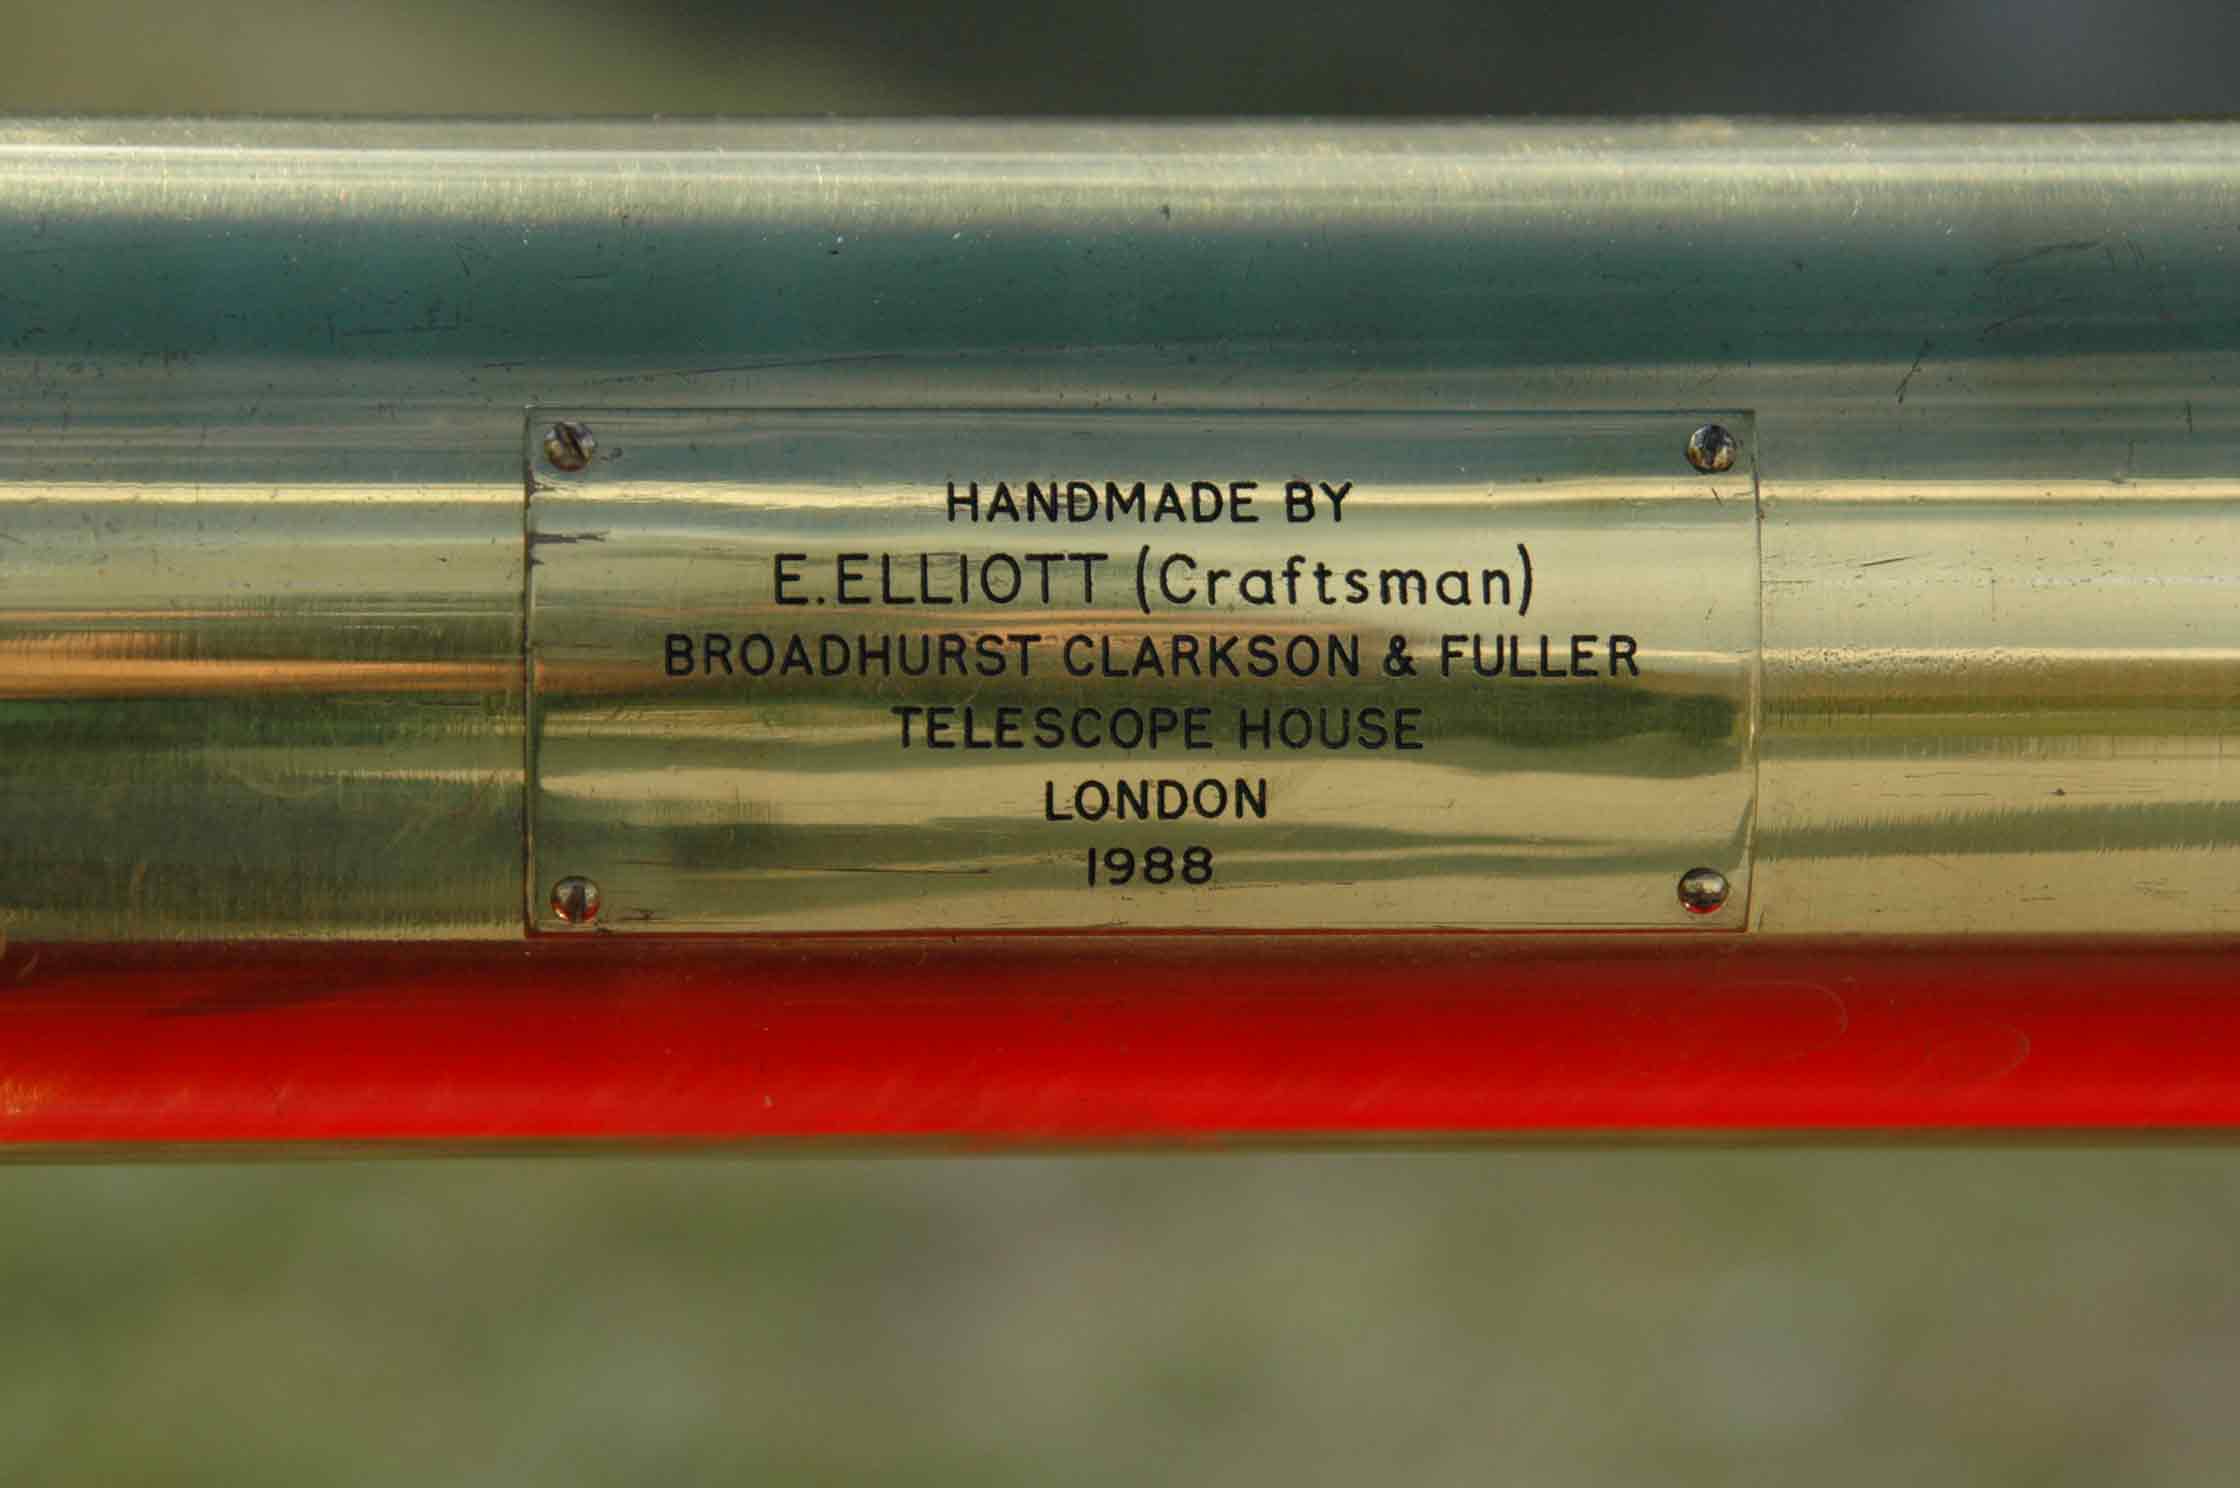 HANDMADE BY
E.ELLIOTT (Craftsman)
BROADHURST CLARKSON & FULLER
TELESCOPE HOUSE
LONDON
1988